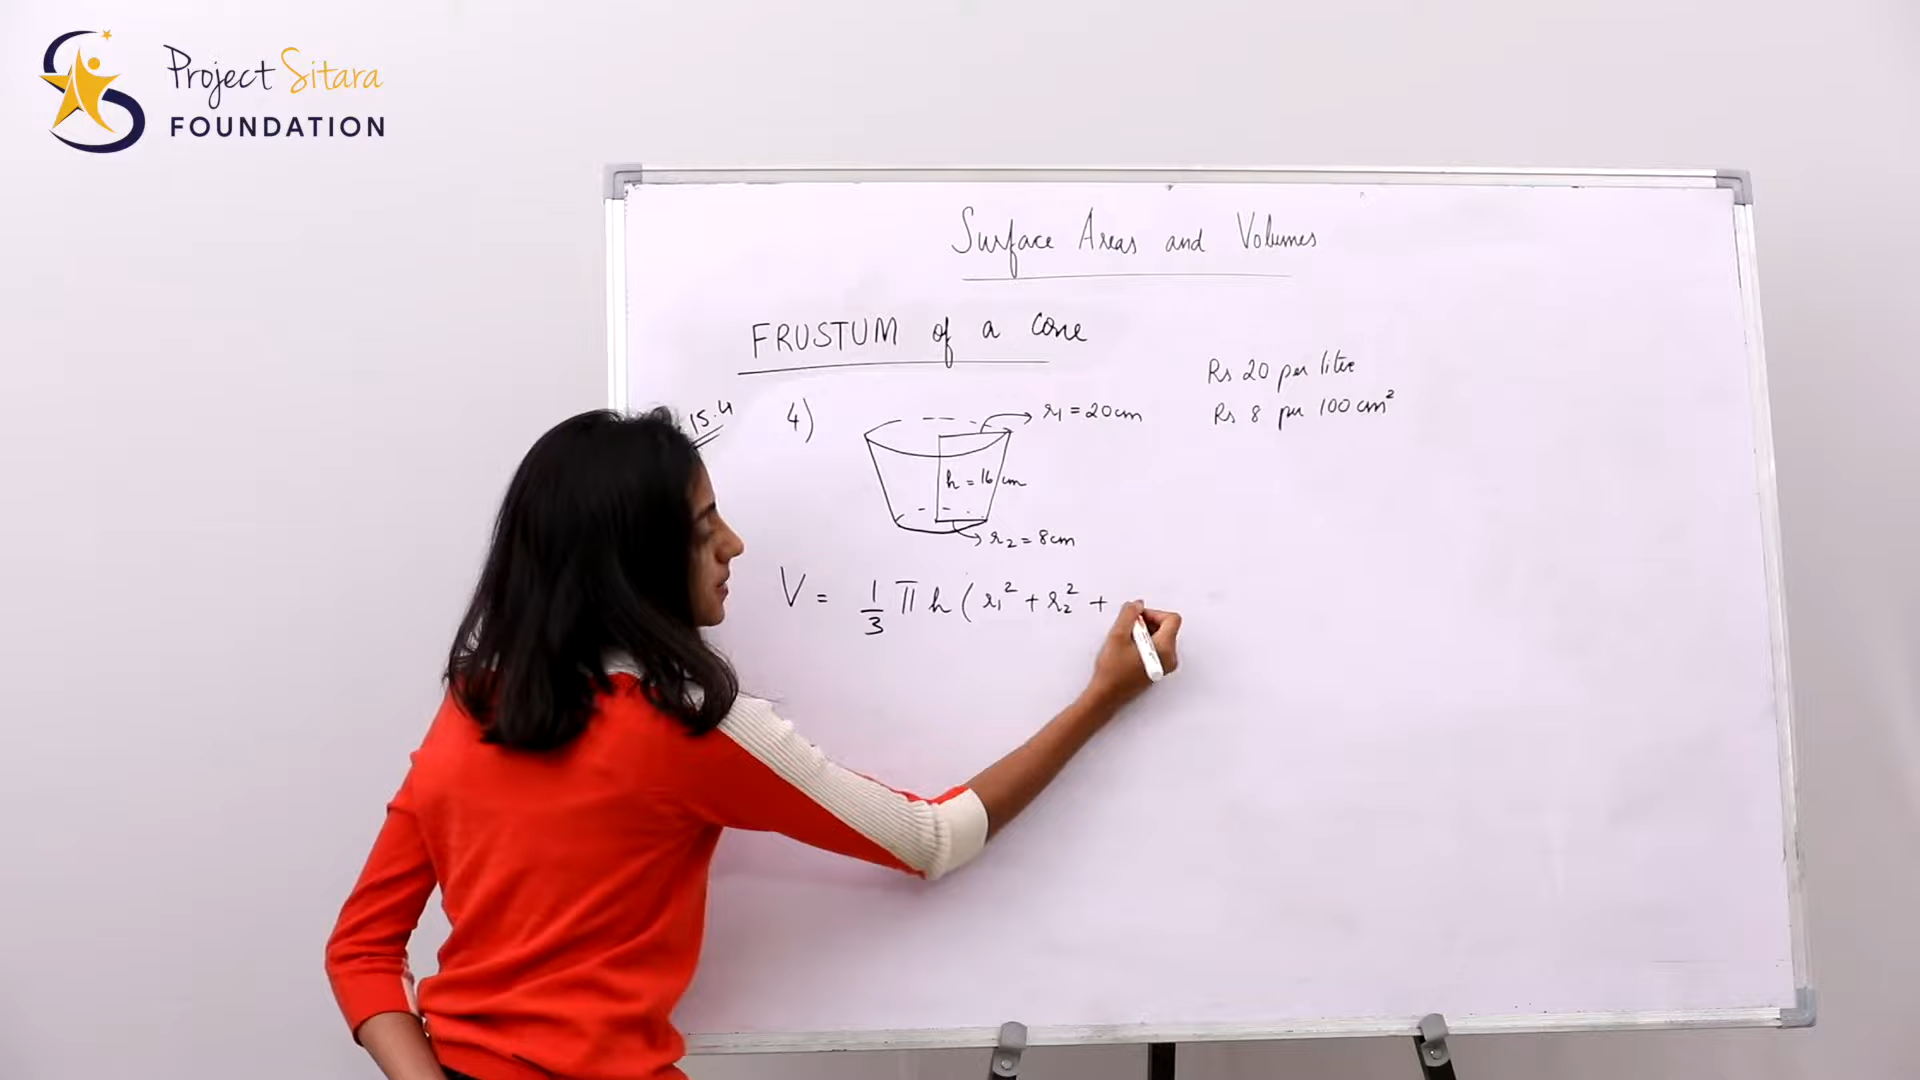 Project Sitara
FOUNDATION
Surface Areas and Volumes
FRUSTUM of a cone
Rs 20 per litre
Rs 8 per 100 cm²
15.4
4)
r₁ = 20cm
h = 16 cm
r₂ = 8cm
V = 1/3 π h ( r₁² + r₂² +